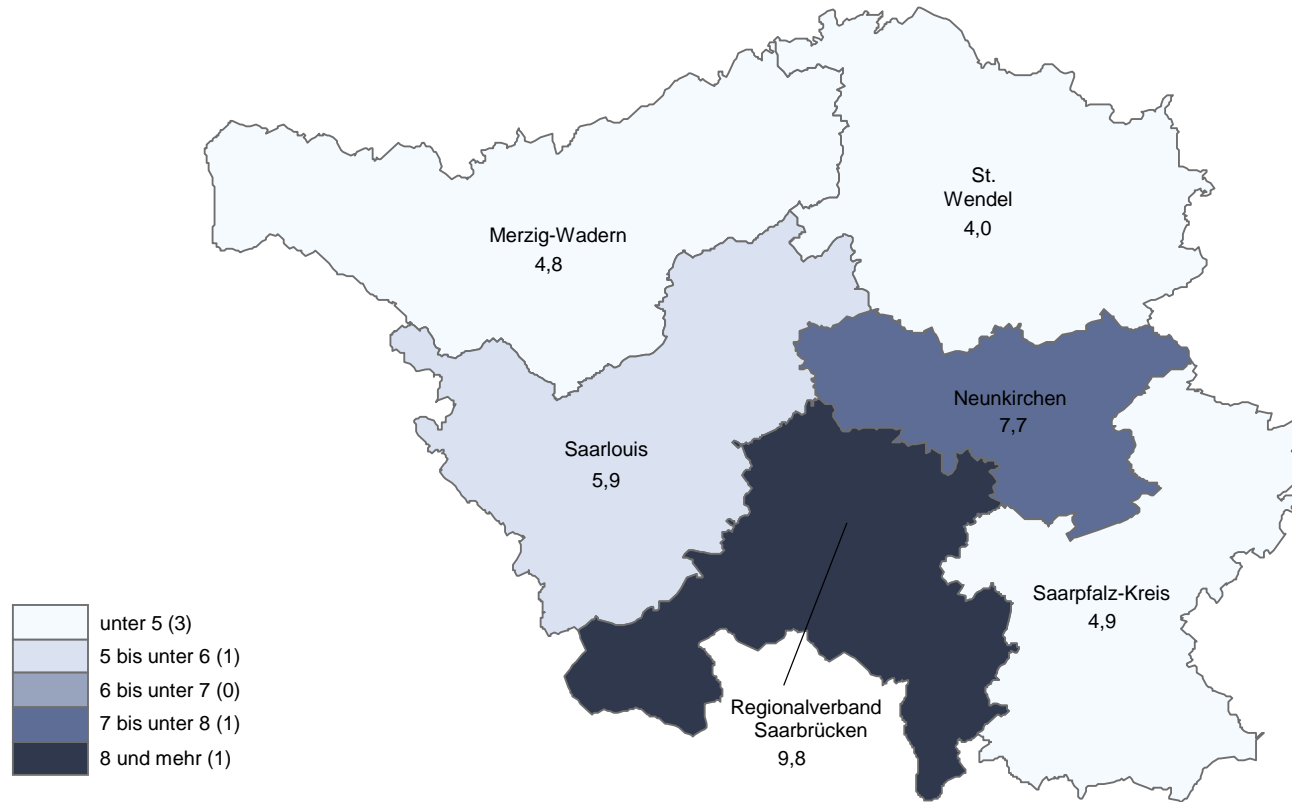 St.
Wendel
4,0
Merzig-Wadern
4,8
Neunkirchen
7,7
Saarlouis
5,9
Saarpfalz-Kreis
4,9
Regionalverband
Saarbrücken
9,8
unter 5 (3)
5 bis unter 6 (1)
6 bis unter 7 (0)
7 bis unter 8 (1)
8 und mehr (1)